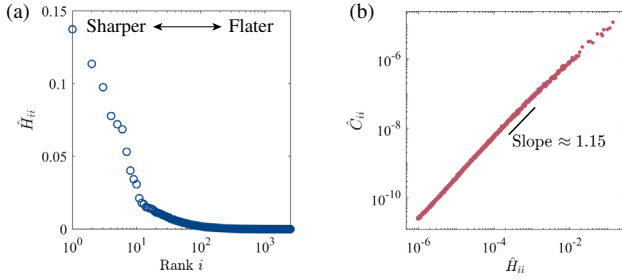 (a)
0.15
0.1
0.05
0
Ĥii
Sharper
Flater
10^0
10^1
10^2
10^3
Rank i
(b)
10^-6
10^-8
10^-10
Ĉii
Slope ≈ 1.15
10^-6
10^-4
10^-2
Ĥii